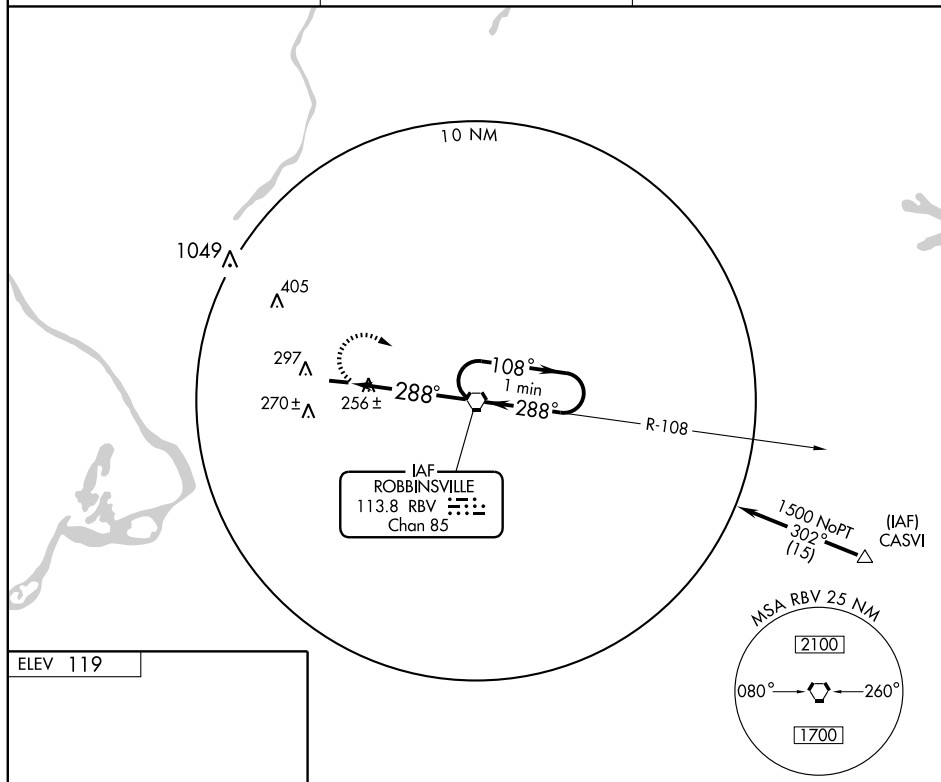 10 NM
1049
405
297
270 ±
256 ±
288°
108°
1 min
288°
R-108
IAF
ROBBINSVILLE
113.8 RBV
Chan 85
1500 NoPT
302°
(15)
(IAF)
CASVI
MSA RBV 25 NM
2100
080°
260°
1700
ELEV 119